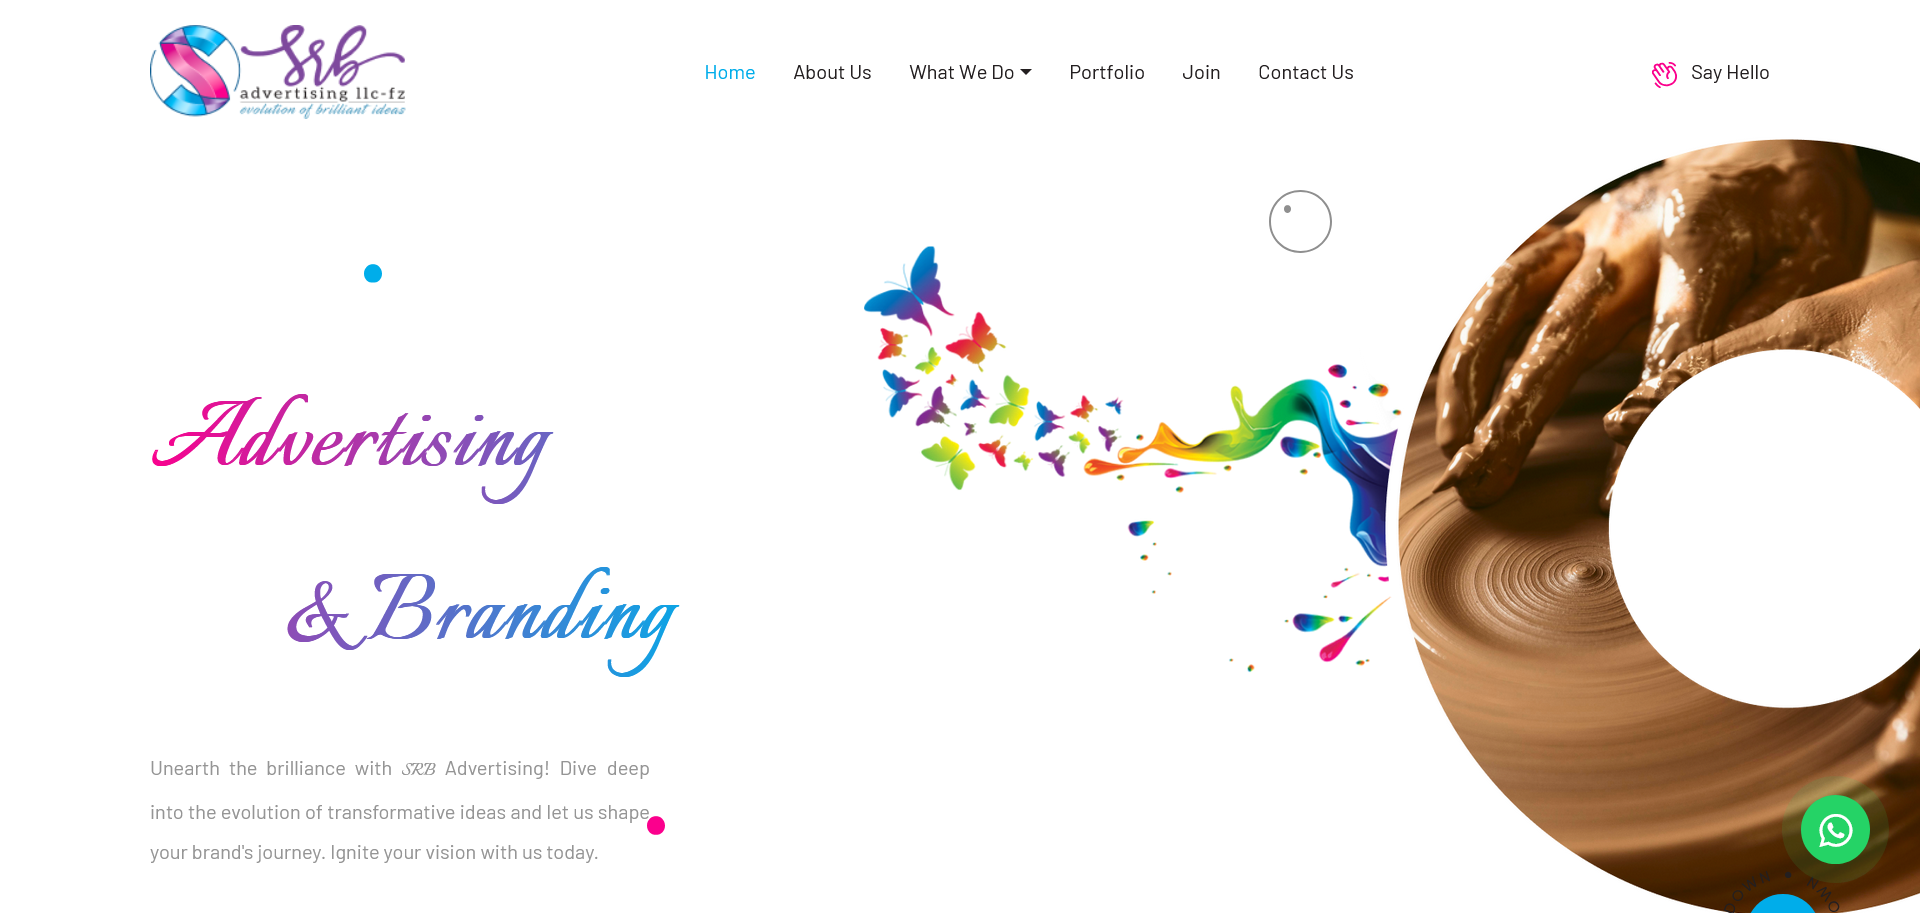 srb
advertising llc-fz
evolution of brilliant ideas
Home
About Us
What We Do
Portfolio
Join
Contact Us
Say Hello
Advertising
& Branding
Unearth the brilliance with SRB Advertising! Dive deep
into the evolution of transformative ideas and let us shape
your brand's journey. Ignite your vision with us today.